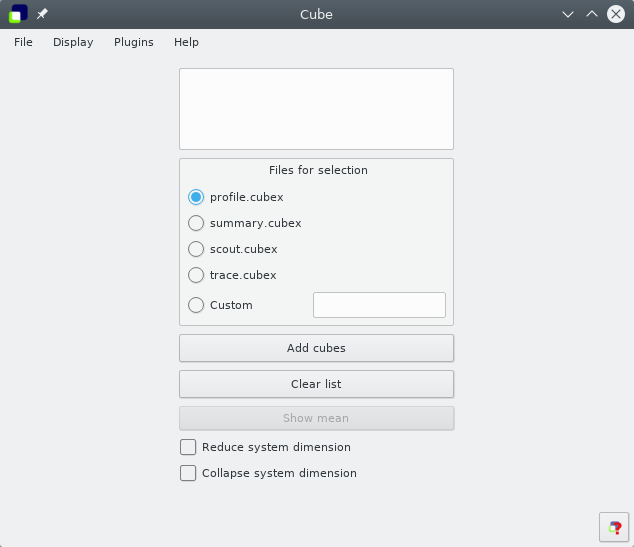 Cube
File Display Plugins Help
Files for selection
profile.cubex
summary.cubex
scout.cubex
trace.cubex
Custom
Add cubes
Clear list
Show mean
Reduce system dimension
Collapse system dimension
?